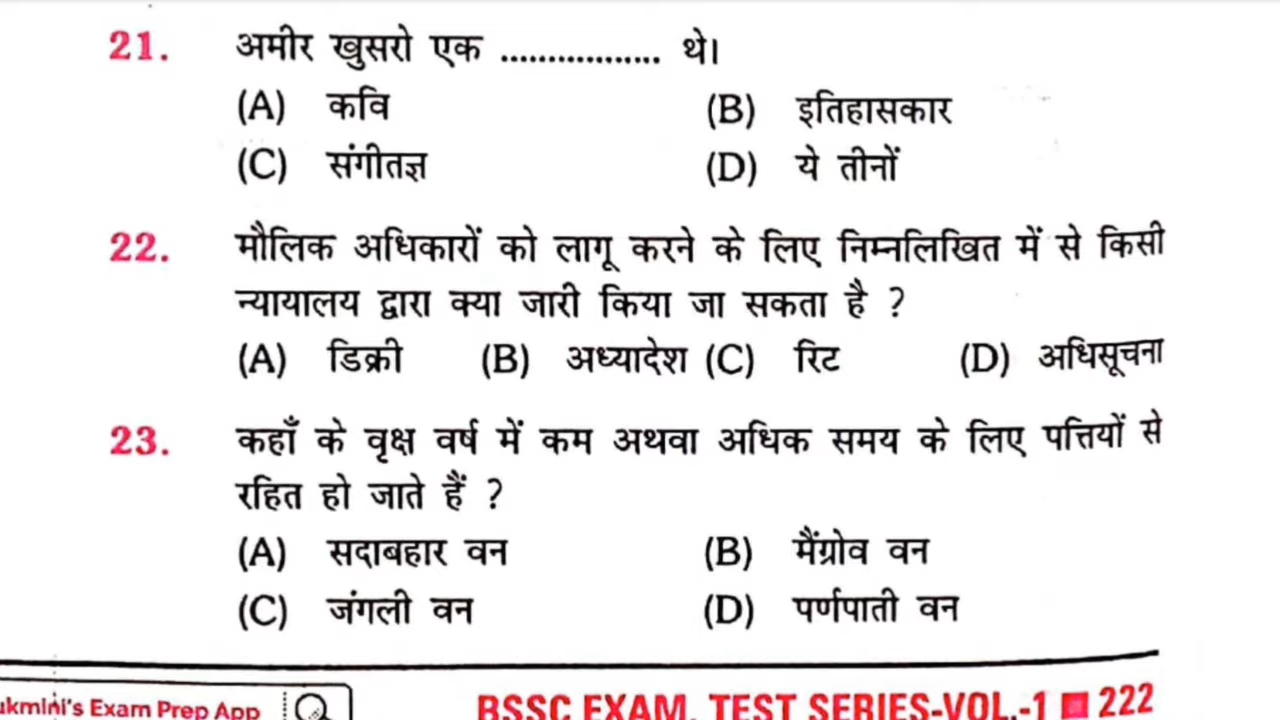 21. अमीर खुसरो एक ................. थे।
(A) कवि (B) इतिहासकार
(C) संगीतज्ञ (D) ये तीनों
22. मौलिक अधिकारों को लागू करने के लिए निम्नलिखित में से किसी
न्यायालय द्वारा क्या जारी किया जा सकता है ?
(A) डिक्री (B) अध्यादेश (C) रिट (D) अधिसूचना
23. कहाँ के वृक्ष वर्ष में कम अथवा अधिक समय के लिए पत्तियों से
रहित हो जाते हैं ?
(A) सदाबहार वन (B) मैंग्रोव वन
(C) जंगली वन (D) पर्णपाती वन
ukmini's Exam Prep App BSSC EXAM. TEST SERIES-VOL.-1 ■ 222